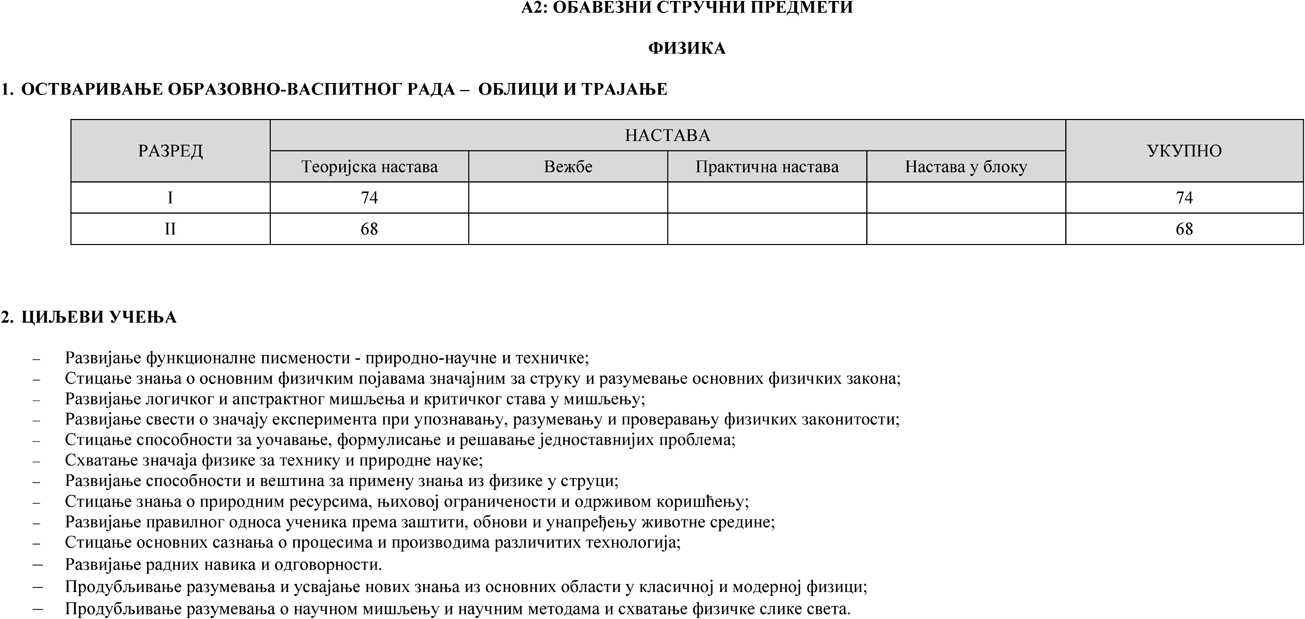 А2: ОБАВЕЗНИ СТРУЧНИ ПРЕДМЕТИ
ФИЗИКА
1. ОСТВАРИВАЊЕ ОБРАЗОВНО-ВАСПИТНОГ РАДА – ОБЛИЦИ И ТРАЈАЊЕ
РАЗРЕД НАСТАВА УКУПНО
Теоријска настава Вежбе Практична настава Настава у блоку
I 74 74
II 68 68
2. ЦИЉЕВИ УЧЕЊА
– Развијање функционалне писмености - природно-научне и техничке;
– Стицање знања о основним физичким појавама значајним за струку и разумевање основних физичких закона;
– Развијање логичког и апстрактног мишљења и критичког става у мишљењу;
– Развијање свести о значају експеримента при упознавању, разумевању и проверавању физичких законитости;
– Стицање способности за уочавање, формулисање и решавање једноставнијих проблема;
– Схватање значаја физике за технику и природне науке;
– Развијање способности и вештина за примену знања из физике у струци;
– Стицање знања о природним ресурсима, њиховој ограничености и одрживом коришћењу;
– Развијање правилног односа ученика према заштити, обнови и унапређењу животне средине;
– Стицање основних сазнања о процесима и производима различитих технологија;
– Развијање радних навика и одговорности.
– Продубљивање разумевања и усвајање нових знања из основних области у класичној и модерној физици;
– Продубљивање разумевања о научном мишљењу и научним методама и схватање физичке слике света.